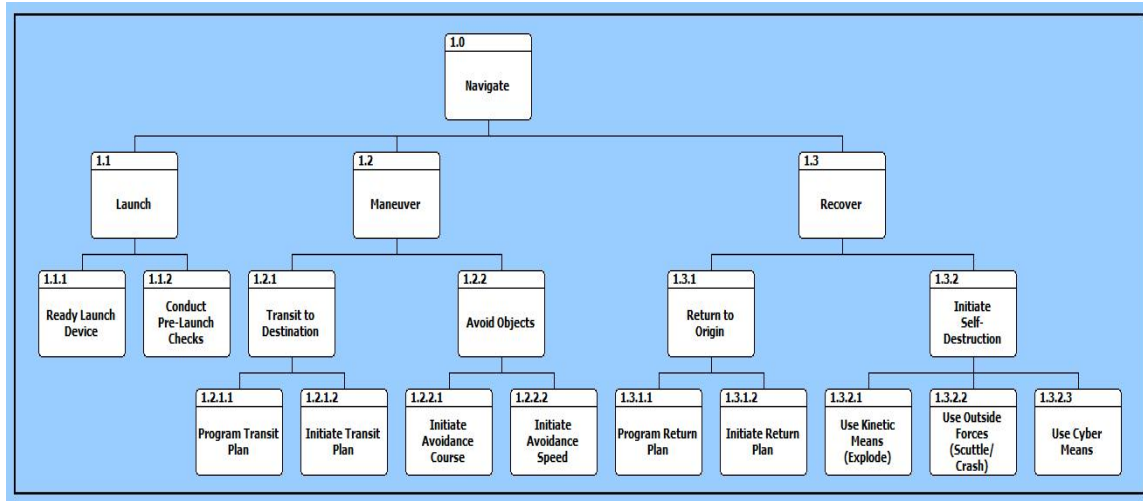 1.0
Navigate
1.1
Launch
1.2
Maneuver
1.3
Recover
1.1.1
Ready Launch
Device
1.1.2
Conduct
Pre-Launch
Checks
1.2.1
Transit to
Destination
1.2.2
Avoid Objects
1.3.1
Return to
Origin
1.3.2
Initiate
Self-
Destruction
1.2.1.1
Program Transit
Plan
1.2.1.2
Initiate Transit
Plan
1.2.2.1
Initiate
Avoidance
Course
1.2.2.2
Initiate
Avoidance
Speed
1.3.1.1
Program Return
Plan
1.3.1.2
Initiate Return
Plan
1.3.2.1
Use Kinetic
Means
(Explode)
1.3.2.2
Use Outside
Forces
(Scuttle/
Crash)
1.3.2.3
Use Cyber
Means